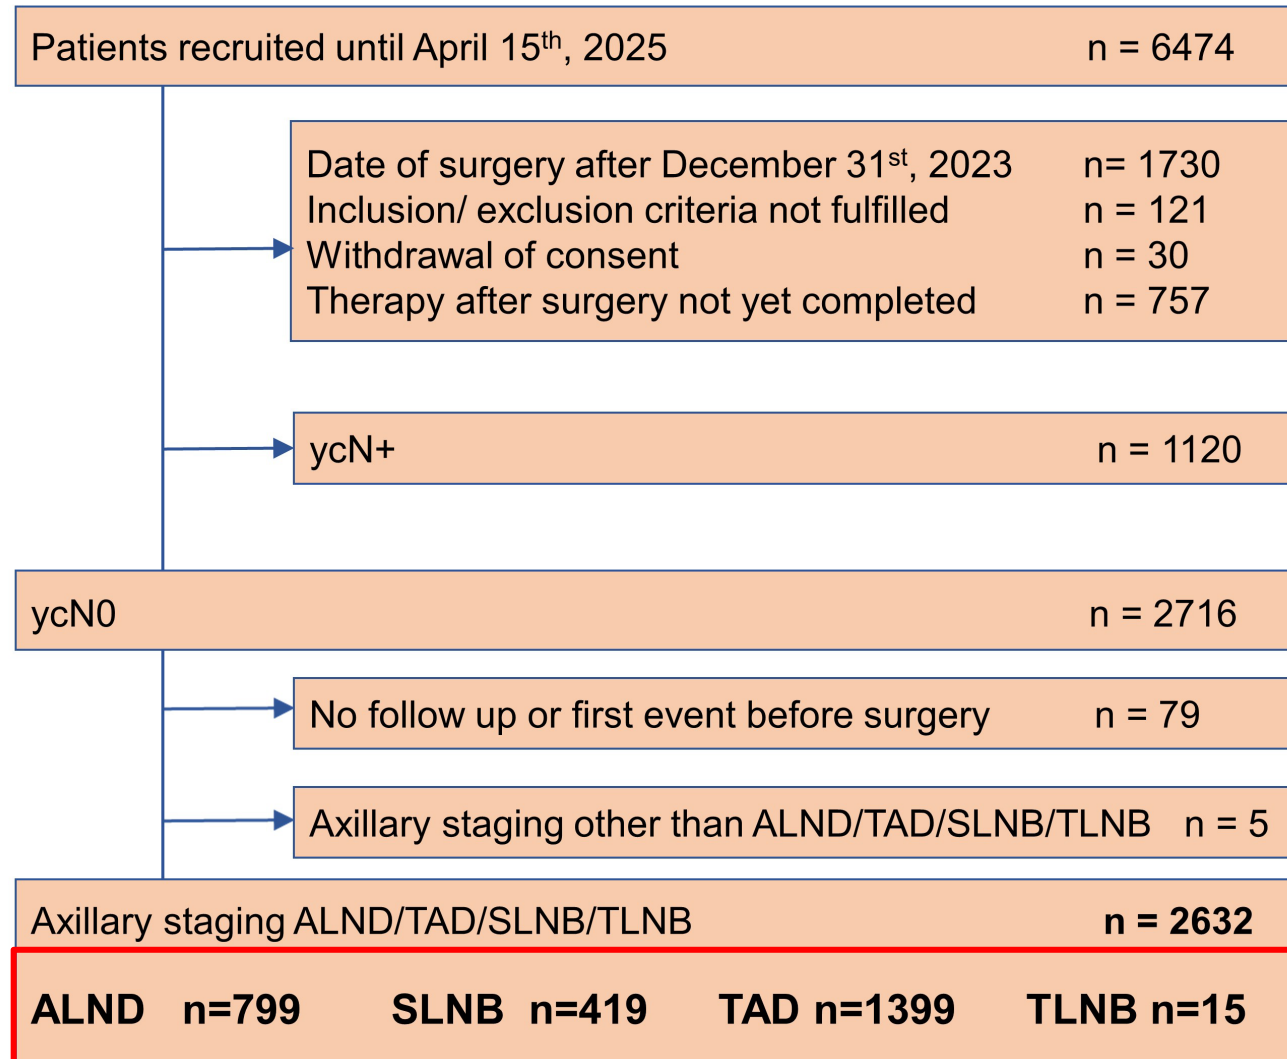 Patients recruited until April 15th, 2025 n = 6474
Date of surgery after December 31st, 2023 n= 1730
Inclusion/ exclusion criteria not fulfilled n = 121
Withdrawal of consent n = 30
Therapy after surgery not yet completed n = 757
ycN+ n = 1120
ycN0 n = 2716
No follow up or first event before surgery n = 79
Axillary staging other than ALND/TAD/SLNB/TLNB n = 5
Axillary staging ALND/TAD/SLNB/TLNB n = 2632
ALND n=799 SLNB n=419 TAD n=1399 TLNB n=15